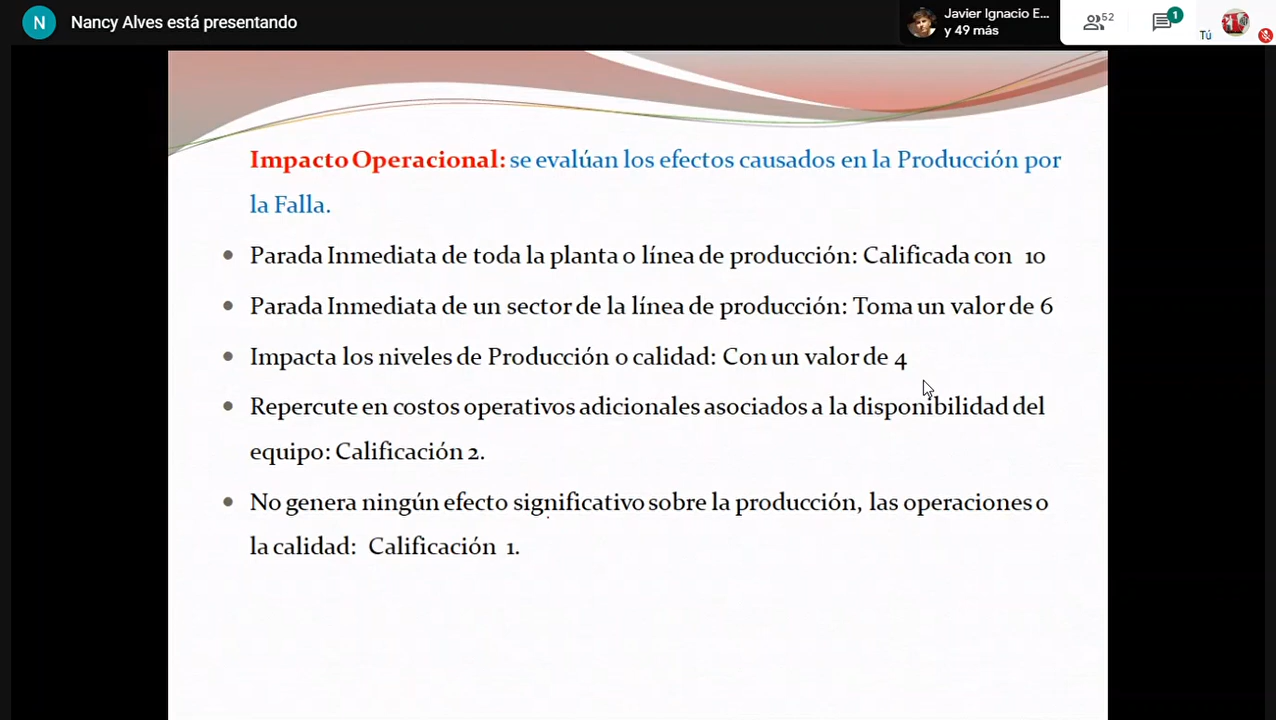 N
Nancy Alves está presentando
Javier Ignacio E...
y 49 más
52
1
Tú
Impacto Operacional: se evalúan los efectos causados en la Producción por
la Falla.
• Parada Inmediata de toda la planta o línea de producción: Calificada con 10
• Parada Inmediata de un sector de la línea de producción: Toma un valor de 6
• Impacta los niveles de Producción o calidad: Con un valor de 4
• Repercute en costos operativos adicionales asociados a la disponibilidad del
equipo: Calificación 2.
• No genera ningún efecto significativo sobre la producción, las operaciones o
la calidad: Calificación 1.